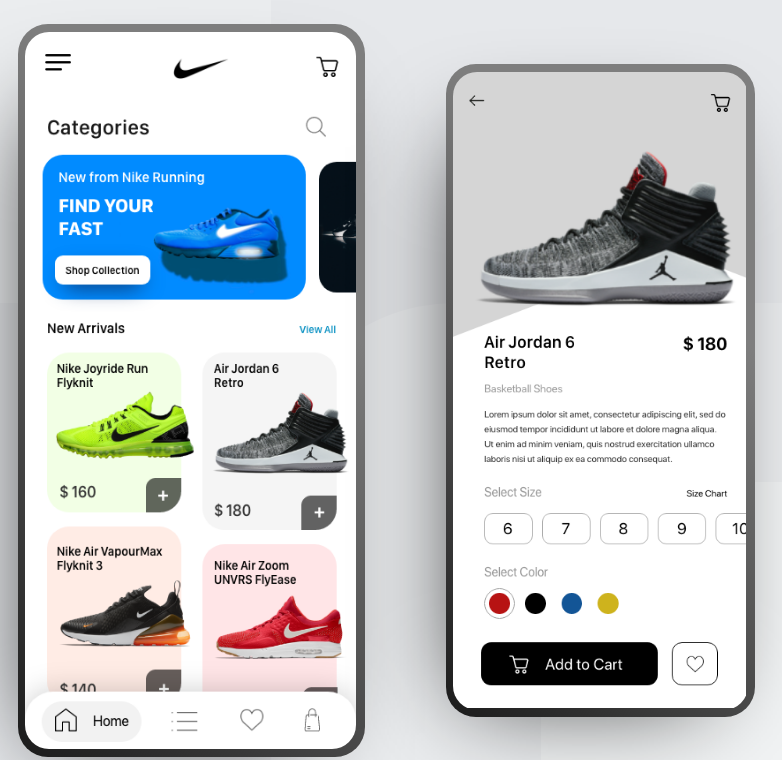 Categories
New from Nike Running
FIND YOUR
FAST
Shop Collection
New Arrivals
View All
Nike Joyride Run
Flyknit
$ 160
+
Air Jordan 6
Retro
$ 180
+
Nike Air VapourMax
Flyknit 3
$ 140
+
Nike Air Zoom
UNVRS FlyEase
Home
Air Jordan 6
Retro
$ 180
Basketball Shoes
Lorem ipsum dolor sit amet, consectetur adipiscing elit, sed do
eiusmod tempor incididunt ut labore et dolore magna aliqua.
Ut enim ad minim veniam, quis nostrud exercitation ullamco
laboris nisi ut aliquip ex ea commodo consequat.
Select Size
Size Chart
6 7 8 9 10
Select Color
Add to Cart